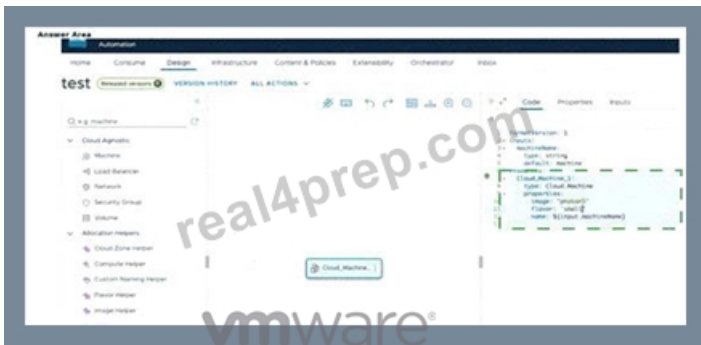 Answer Area
Automation
Home Consume Design Infrastructure Content & Policies Extensibility Orchestrator Inbox
test Released versions VERSION HISTORY ALL ACTIONS
Code Properties Inputs
e.g. machine
Cloud Agnostic
Machine
Load Balancer
Network
Security Group
Volume
Allocation Helpers
Cloud Zone Helper
Compute Helper
Custom Naming Helper
Flavor Helper
Image Helper
Cloud_Machine...
formatVersion: 1
inputs:
machineName:
type: string
default: machine
Cloud_Machine_1:
type: Cloud.Machine
properties:
image:
flavor: 'small'
name: ${input.machineName}
real4prep.com
vmware®